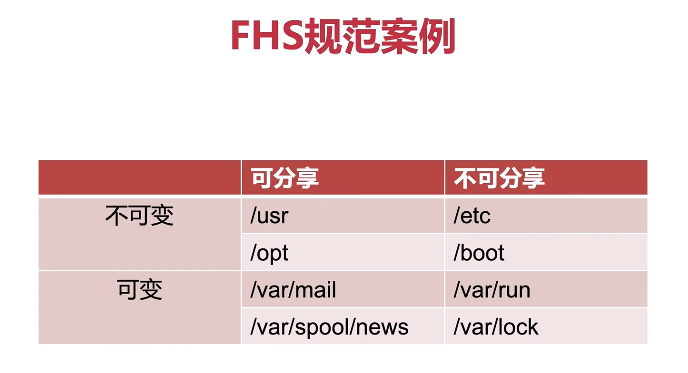 FHS规范案例
可分享 不可分享
不可变 /usr /etc
/opt /boot
可变 /var/mail /var/run
/var/spool/news /var/lock